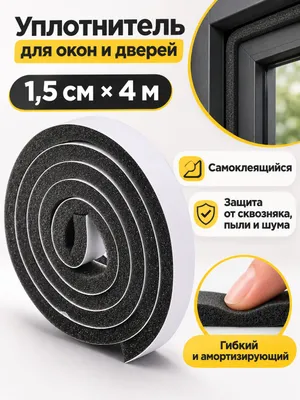 Уплотнитель
для окон и дверей
1,5 см × 4 м
Самоклеящийся
Защита
от сквозняка,
пыли и шума
Гибкий
и амортизирующий